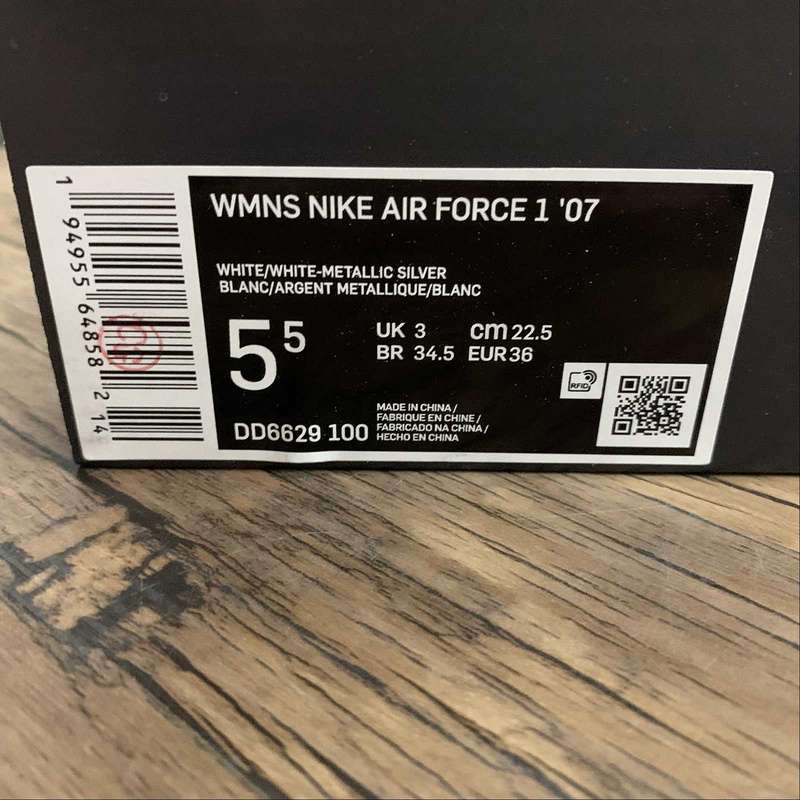 WMNS NIKE AIR FORCE 1 '07
WHITE/WHITE-METALLIC SILVER
BLANC/ARGENT METALLIQUE/BLANC
5 5
UK 3 cm 22.5
BR 34.5 EUR 36
RFID
DD6629 100
MADE IN CHINA /
FABRIQUE EN CHINE /
FABRICADO NA CHINA /
HECHO EN CHINA
1 94955 64858 2 14